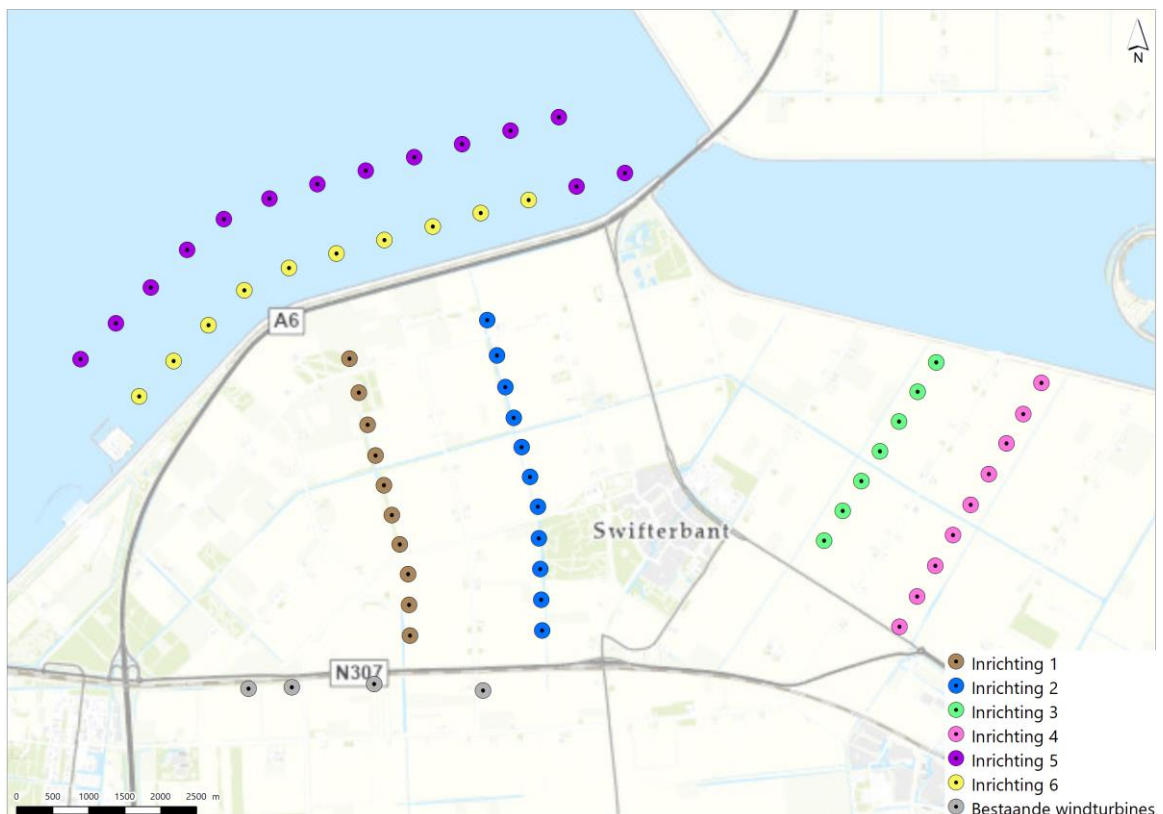 N
A6
Swifterbant
N307
Inrichting 1
Inrichting 2
Inrichting 3
Inrichting 4
Inrichting 5
Inrichting 6
Bestaande windturbines
0 500 1000 1500 2000 2500 m